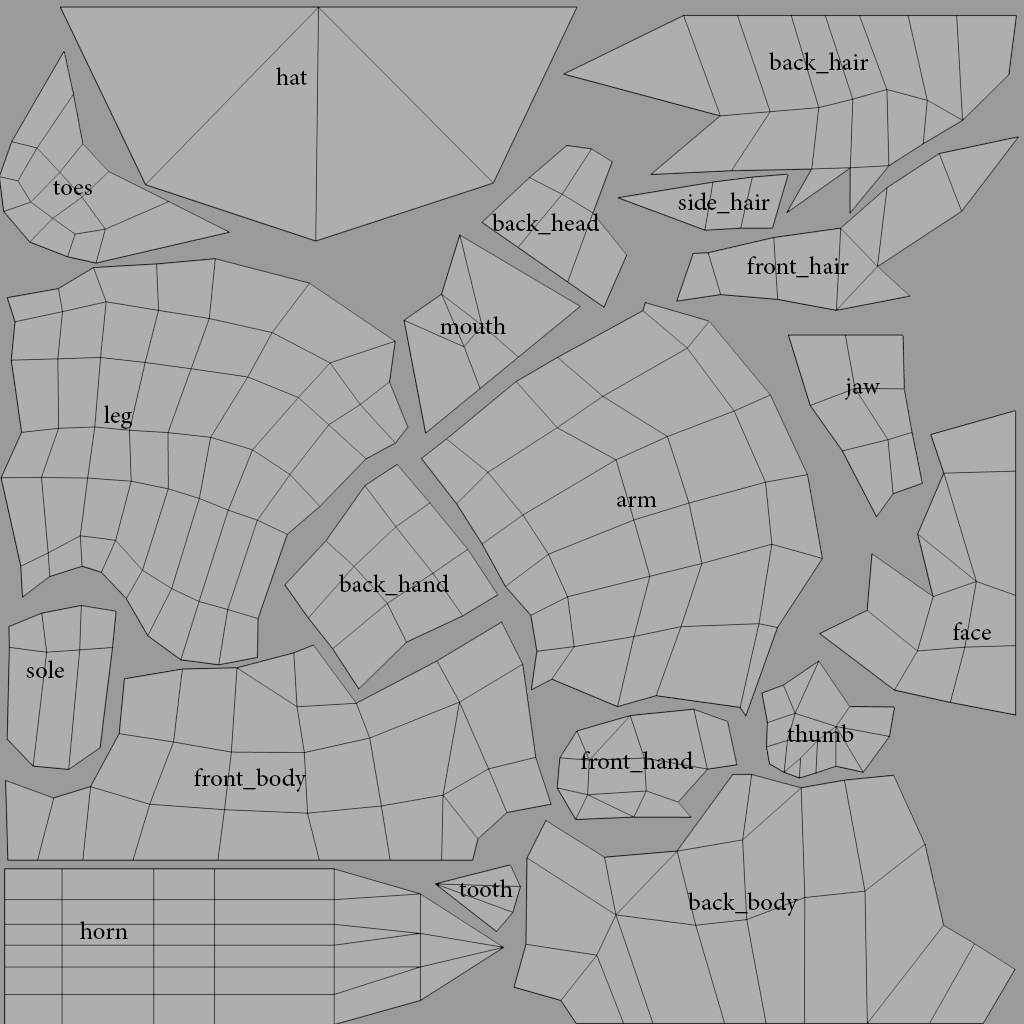 hat
back_hair
toes
side_hair
back_head
front_hair
mouth
jaw
leg
arm
back_hand
face
sole
thumb
front_hand
front_body
tooth
back_body
horn